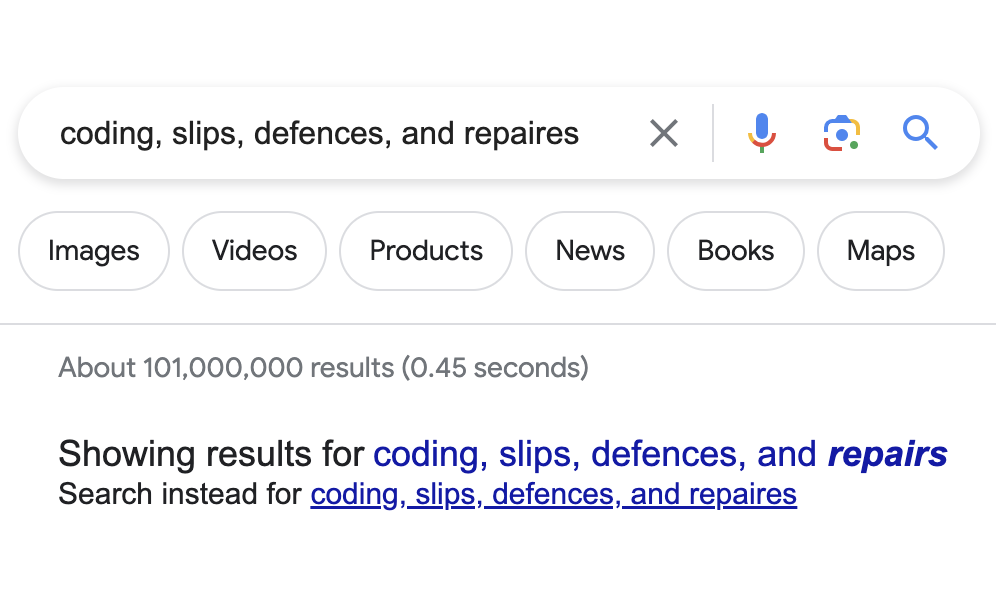 coding, slips, defences, and repaires
Images Videos Products News Books Maps
About 101,000,000 results (0.45 seconds)
Showing results for coding, slips, defences, and repairs
Search instead for coding, slips, defences, and repaires